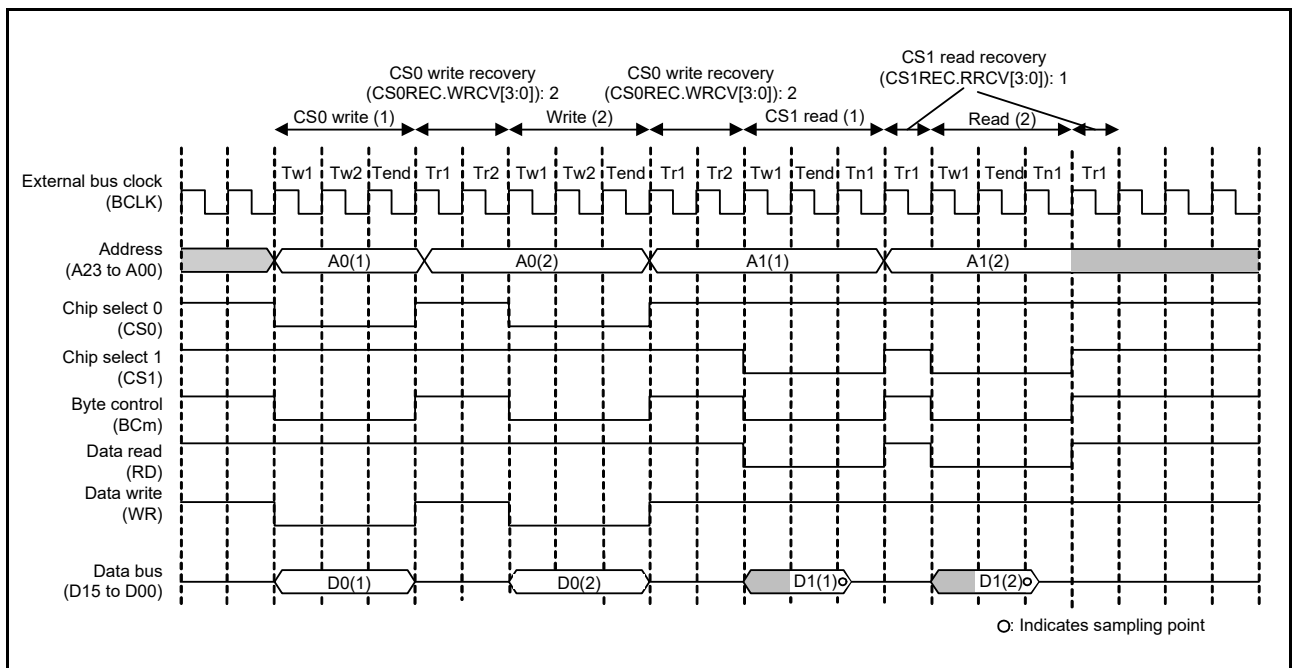 CS1 read recovery
(CS1REC.RRCV[3:0]): 1
CS0 write recovery
(CS0REC.WRCV[3:0]): 2
CS0 write recovery
(CS0REC.WRCV[3:0]): 2
CS0 write (1)
Write (2)
CS1 read (1)
Read (2)
Tw1 Tw2 Tend Tr1 Tr2 Tw1 Tw2 Tend Tr1 Tr2 Tw1 Tend Tn1 Tr1 Tw1 Tend Tn1 Tr1
External bus clock
(BCLK)
Address
(A23 to A00)
A0(1) A0(2) A1(1) A1(2)
Chip select 0
(CS0)
Chip select 1
(CS1)
Byte control
(BCm)
Data read
(RD)
Data write
(WR)
Data bus
(D15 to D00)
D0(1) D0(2) D1(1) D1(2)
O: Indicates sampling point